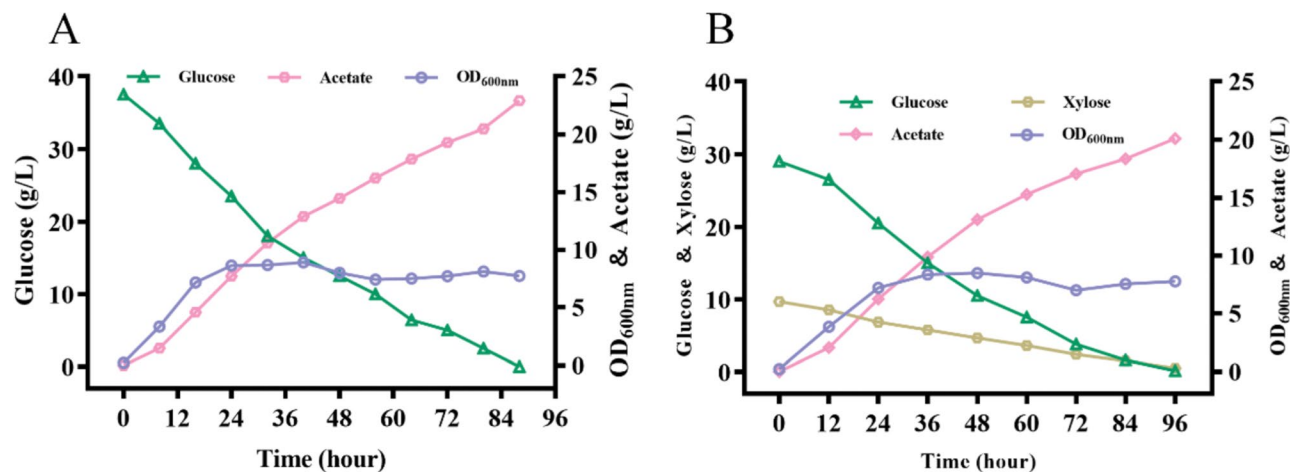 A
Glucose Acetate OD600nm
40
30
20
10
0
Glucose (g/L)
25
20
15
10
5
0
OD600nm & Acetate (g/L)
0 12 24 36 48 60 72 84 96
Time (hour)
B
Glucose Xylose
Acetate OD600nm
40
30
20
10
0
Glucose & Xylose (g/L)
25
20
15
10
5
0
OD600nm & Acetate (g/L)
0 12 24 36 48 60 72 84 96
Time (hour)